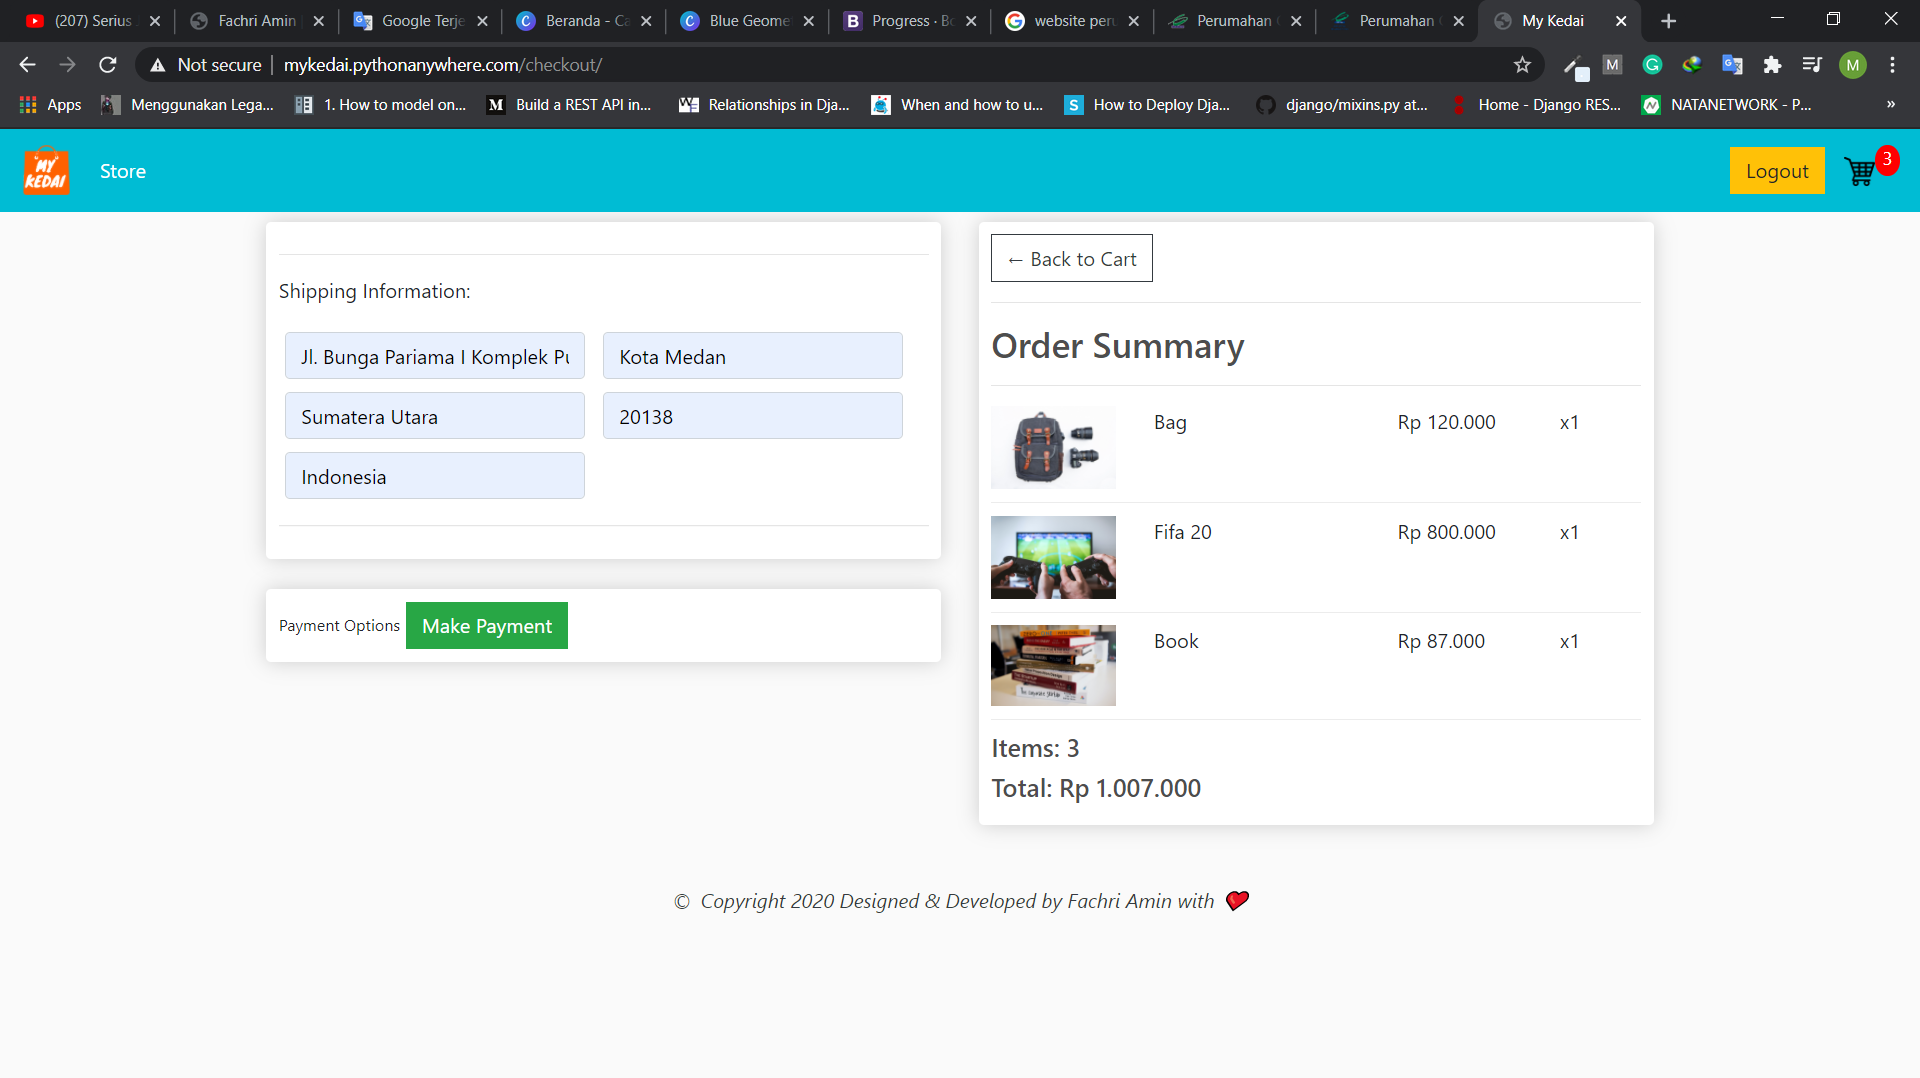 (207) Serius
Fachri Amin
Google Terje
Beranda - Ca
Blue Geome
Progress · Bo
website peru
Perumahan
Perumahan
My Kedai
Not secure
mykedai.pythonanywhere.com/checkout/
Apps
Menggunakan Lega...
1. How to model on...
Build a REST API in...
Relationships in Dja...
When and how to u...
How to Deploy Dja...
django/mixins.py at...
Home - Django RES...
NATANETWORK - P...
MY
KEDAI
Store
Logout
3
Shipping Information:
Jl. Bunga Pariama I Komplek Pu
Kota Medan
Sumatera Utara
20138
Indonesia
Payment Options
Make Payment
← Back to Cart
Order Summary
Bag
Rp 120.000
x1
Fifa 20
Rp 800.000
x1
Book
Rp 87.000
x1
Items: 3
Total: Rp 1.007.000
© Copyright 2020 Designed & Developed by Fachri Amin with